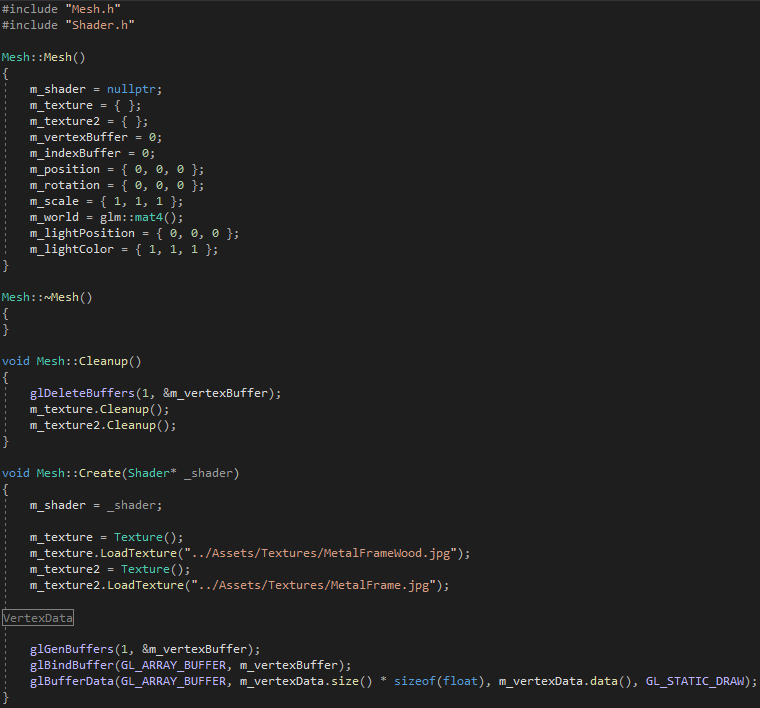 #include "Mesh.h"
#include "Shader.h"
Mesh::Mesh()
{
m_shader = nullptr;
m_texture = { };
m_texture2 = { };
m_vertexBuffer = 0;
m_indexBuffer = 0;
m_position = { 0, 0, 0 };
m_rotation = { 0, 0, 0 };
m_scale = { 1, 1, 1 };
m_world = glm::mat4();
m_lightPosition = { 0, 0, 0 };
m_lightColor = { 1, 1, 1 };
}
Mesh::~Mesh()
{
}
void Mesh::Cleanup()
{
glDeleteBuffers(1, &m_vertexBuffer);
m_texture.Cleanup();
m_texture2.Cleanup();
}
void Mesh::Create(Shader* _shader)
{
m_shader = _shader;
m_texture = Texture();
m_texture.LoadTexture("../Assets/Textures/MetalFrameWood.jpg");
m_texture2 = Texture();
m_texture2.LoadTexture("../Assets/Textures/MetalFrame.jpg");
VertexData
glGenBuffers(1, &m_vertexBuffer);
glBindBuffer(GL_ARRAY_BUFFER, m_vertexBuffer);
glBufferData(GL_ARRAY_BUFFER, m_vertexData.size() * sizeof(float), m_vertexData.data(), GL_STATIC_DRAW);
}